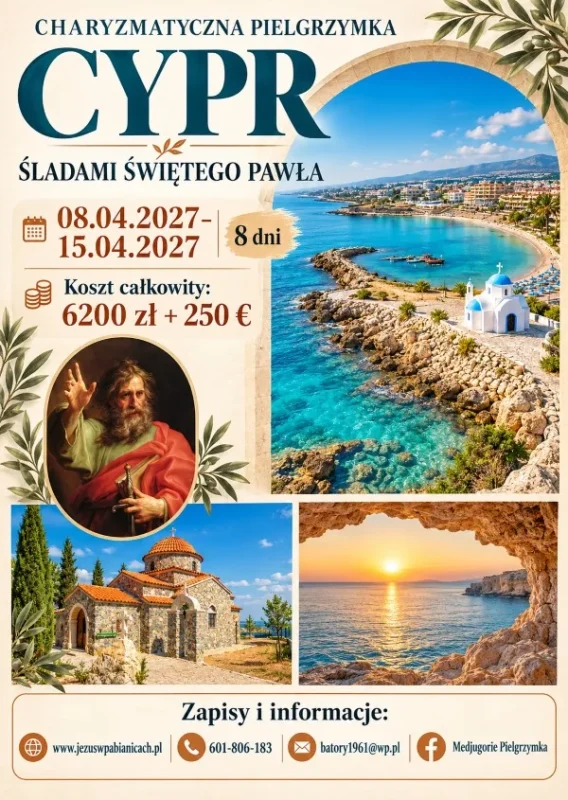 CHARYZMATYCZNA PIELGRZYMKA
CYPR
ŚLADAMI ŚWIĘTEGO PAWŁA
08.04.2027-
15.04.2027
8 dni
Koszt całkowity:
6200 zł + 250 €
Zapisy i informacje:
www.jezuswpabianicach.pl
601-806-183
batory1961@wp.pl
Medjugorie Pielgrzymka